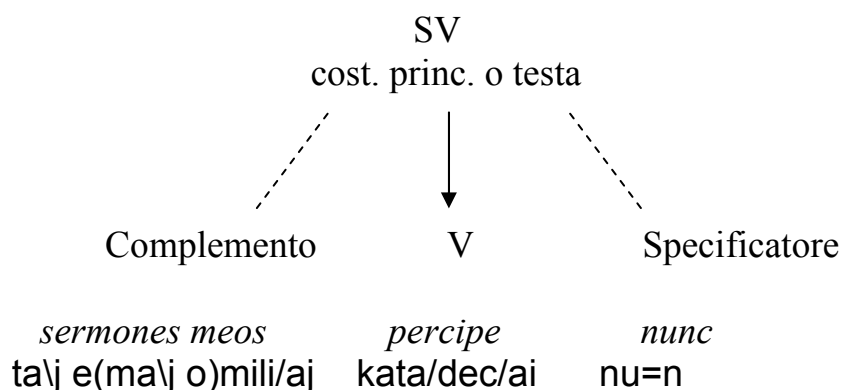 SV
cost. princ. o testa
Complemento V Specificatore
sermones meos percipe nunc
ta\j e(ma\j o)mili/aj kata/dec/ai nu=n